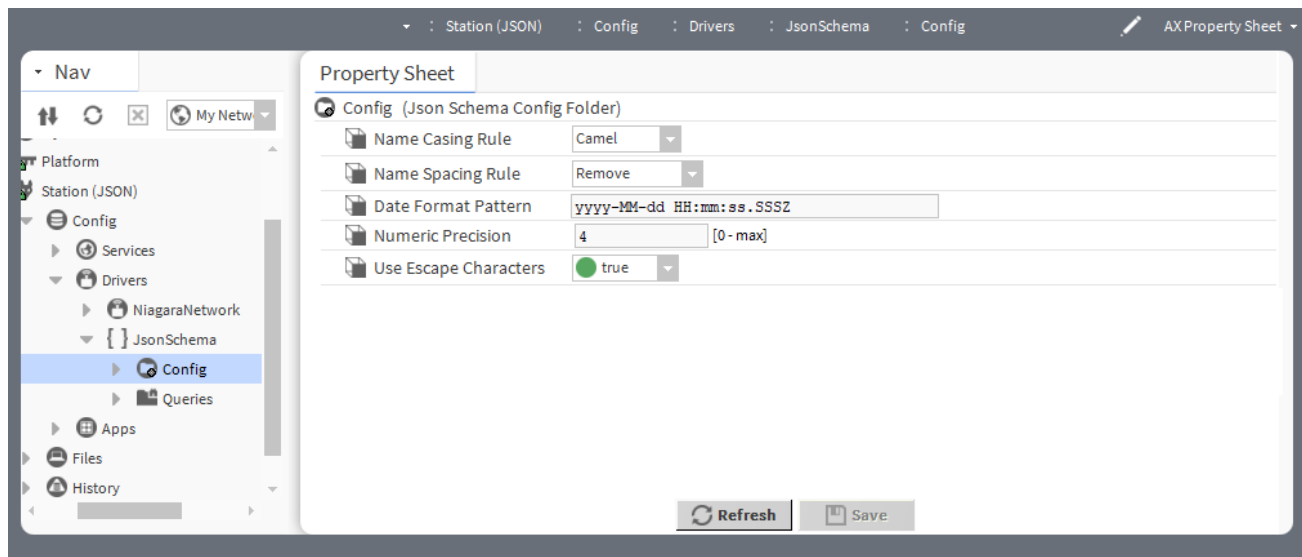 Station (JSON) : Config : Drivers : JsonSchema : Config AX Property Sheet
Nav
My Netw
Platform
Station (JSON)
Config
Services
Drivers
NiagaraNetwork
{ } JsonSchema
Config
Queries
Apps
Files
History
Property Sheet
Config (Json Schema Config Folder)
Name Casing Rule Camel
Name Spacing Rule Remove
Date Format Pattern yyyy-MM-dd HH:mm:ss.SSSZ
Numeric Precision 4 [0 - max]
Use Escape Characters true
Refresh Save